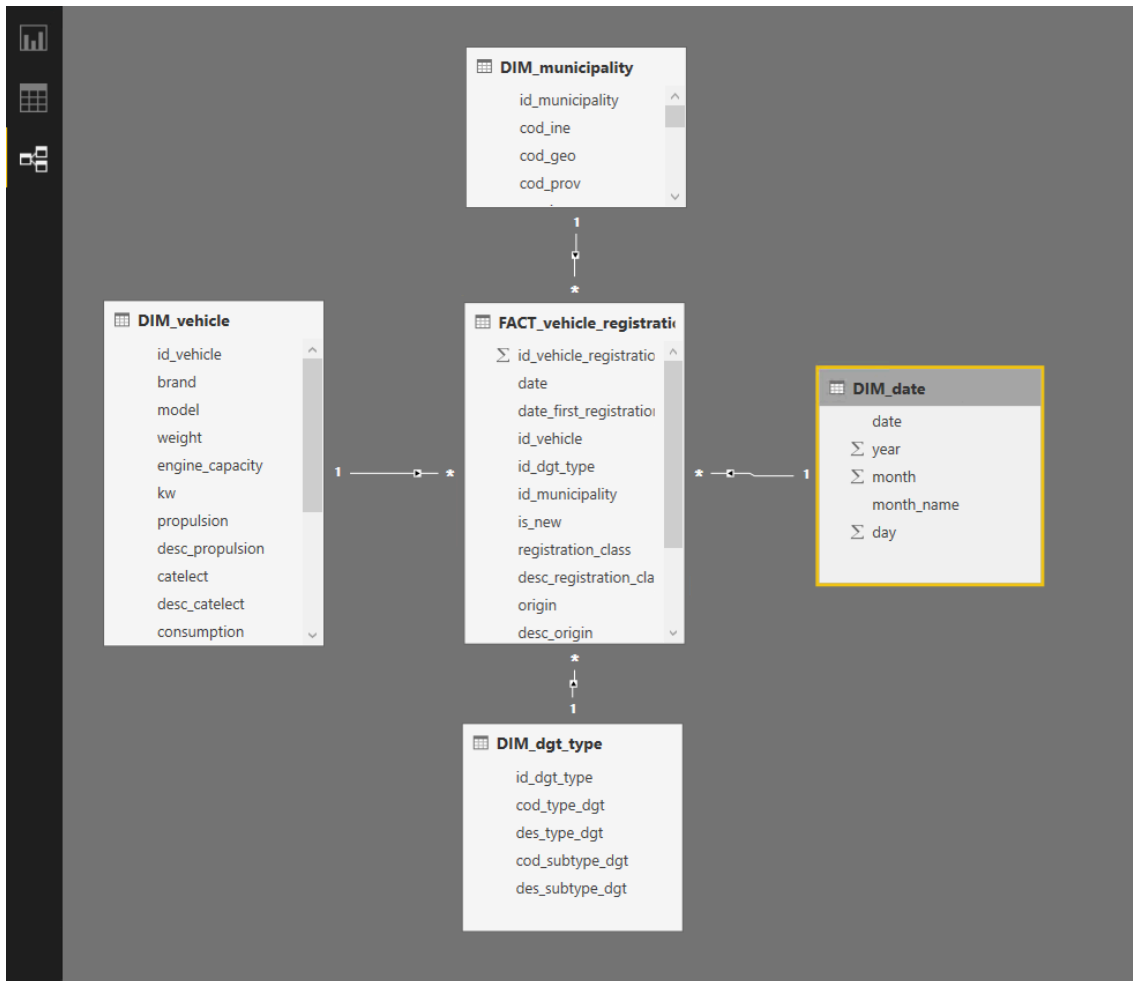 DIM_municipality
id_municipality
cod_ine
cod_geo
cod_prov
1
*
DIM_vehicle
id_vehicle
brand
model
weight
engine_capacity
kw
propulsion
desc_propulsion
catelect
desc_catelect
consumption
1
*
FACT_vehicle_registratio
Σ id_vehicle_registratio
date
date_first_registration
id_vehicle
id_dgt_type
id_municipality
is_new
registration_class
desc_registration_cla
origin
desc_origin
*
1
DIM_date
date
Σ year
Σ month
month_name
Σ day
*
1
DIM_dgt_type
id_dgt_type
cod_type_dgt
des_type_dgt
cod_subtype_dgt
des_subtype_dgt